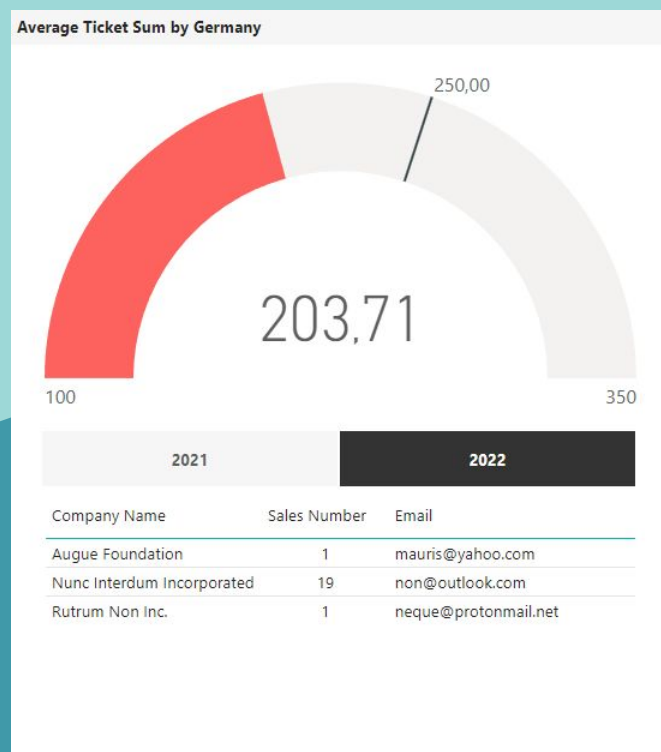 Average Ticket Sum by Germany
250,00
203,71
100 350
2021 2022
Company Name Sales Number Email
Augue Foundation 1 mauris@yahoo.com
Nunc Interdum Incorporated 19 non@outlook.com
Rutrum Non Inc. 1 neque@protonmail.net